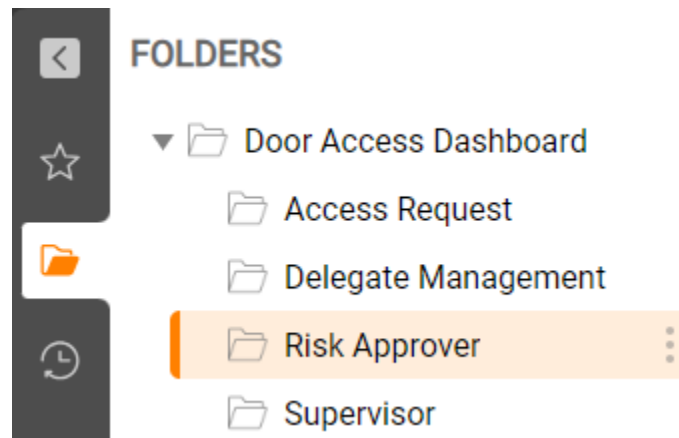 FOLDERS
Door Access Dashboard
Access Request
Delegate Management
Risk Approver
Supervisor